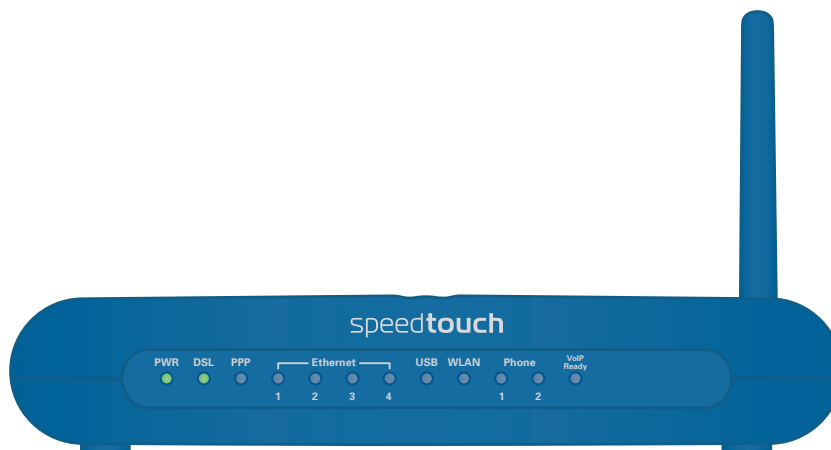 speedtouch
PWR DSL PPP Ethernet USB WLAN Phone VoIP Ready
1 2 3 4 1 2